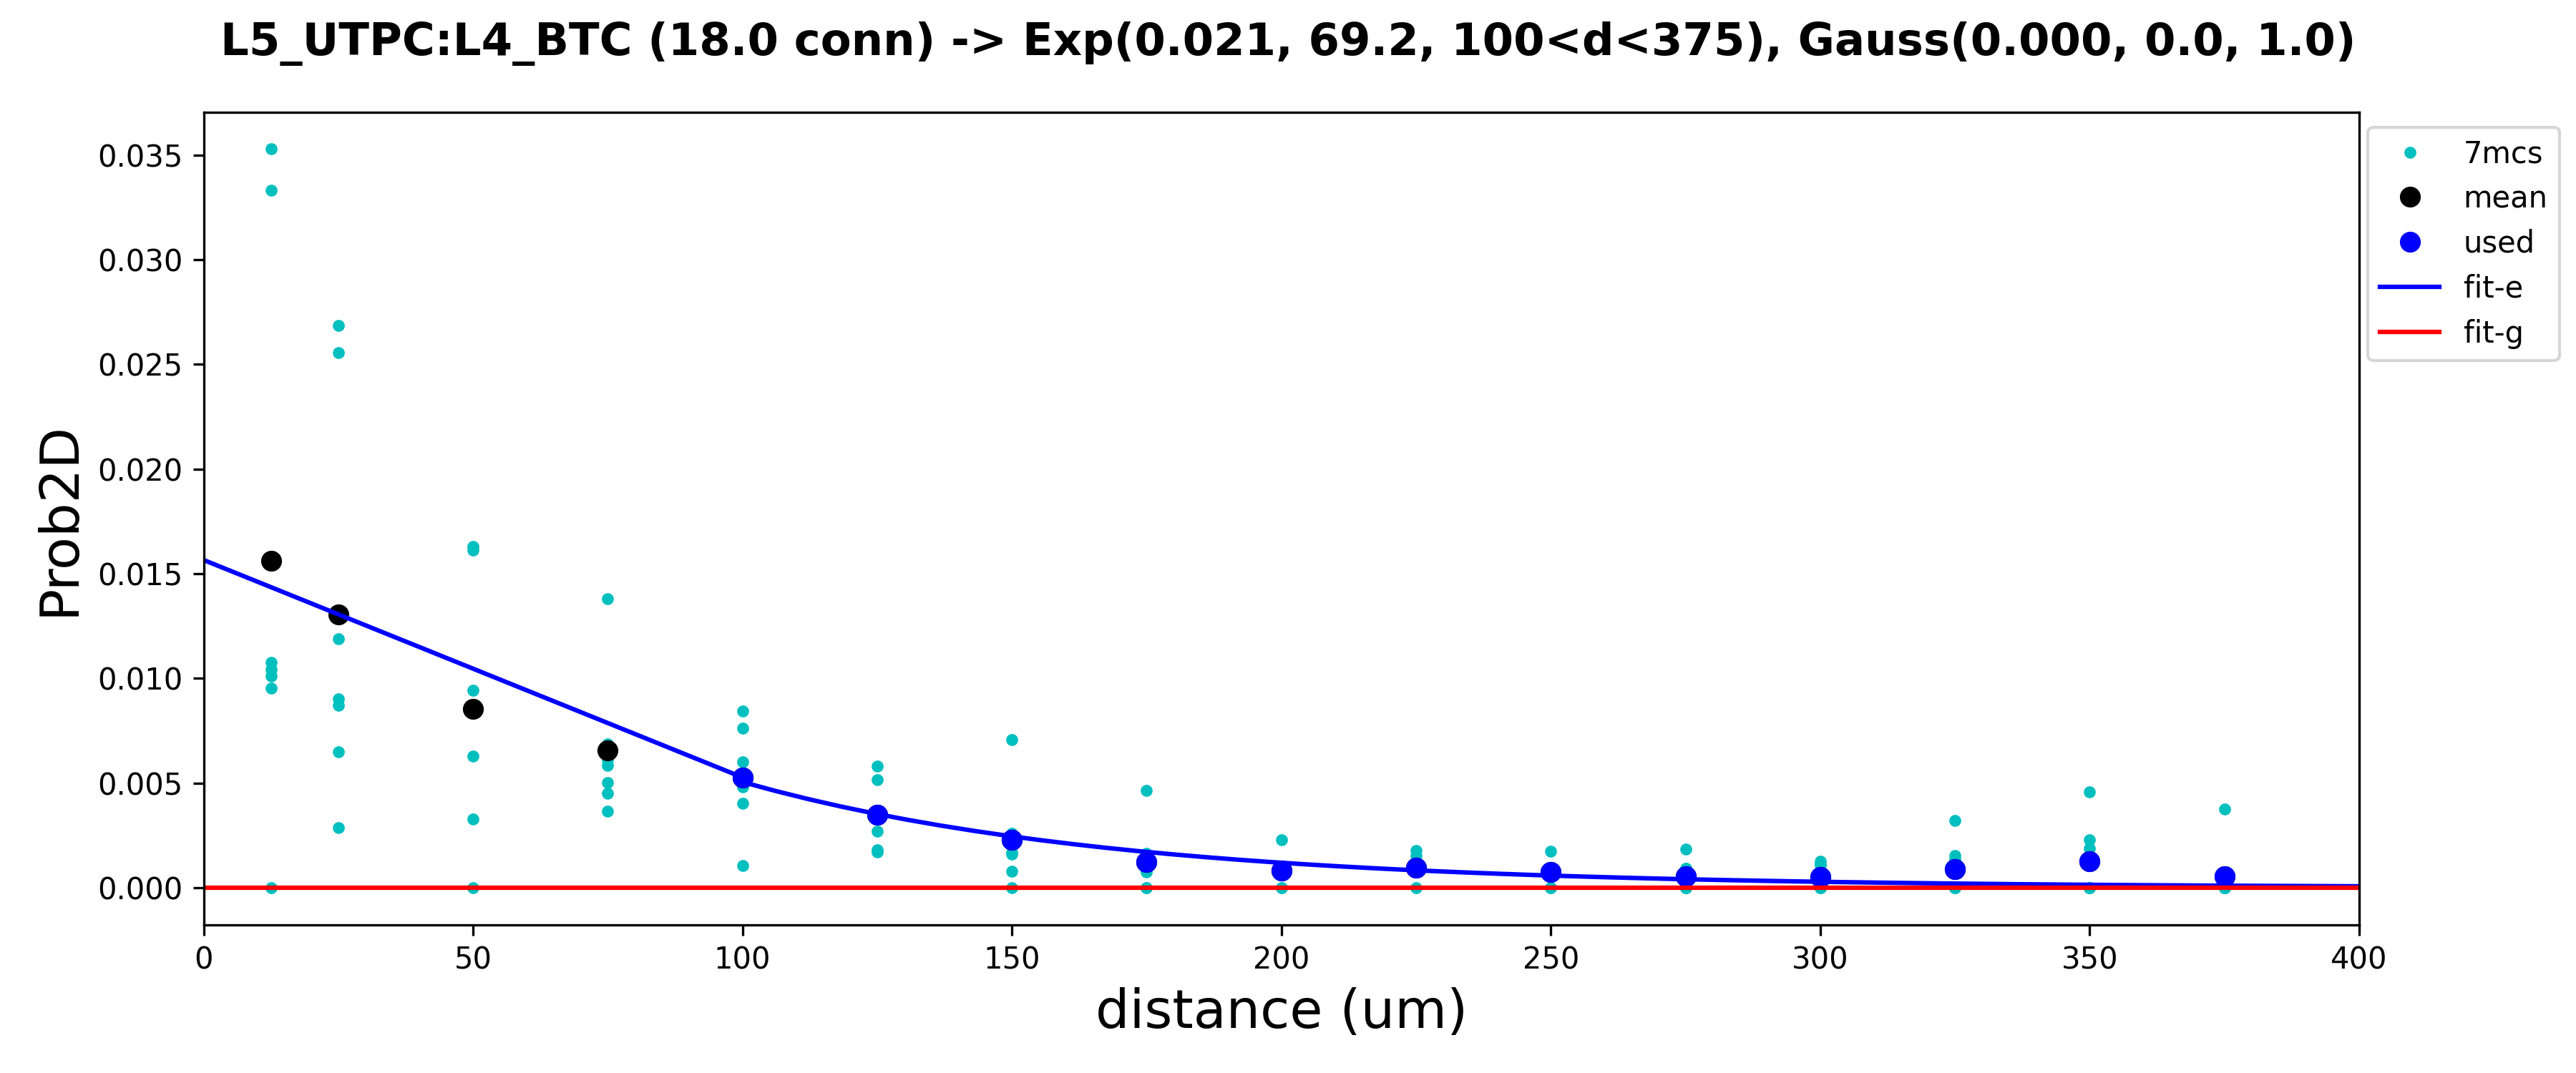 L5_UTPC:L4_BTC (18.0 conn) -> Exp(0.021, 69.2, 100<d<375), Gauss(0.000, 0.0, 1.0)
0.035
0.030
0.025
0.020
0.015
0.010
0.005
0.000
Prob2D
0 50 100 150 200 250 300 350 400
distance (um)
7mcs
mean
used
fit-e
fit-g